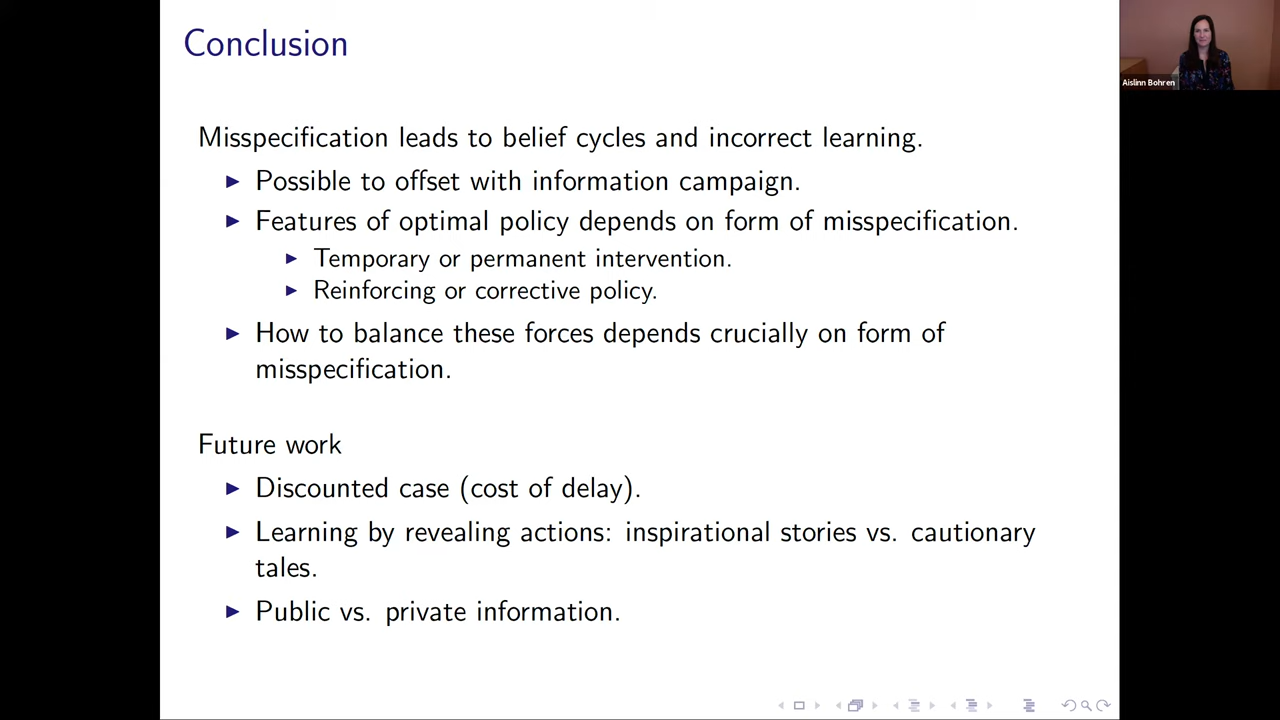 Conclusion
Aislinn Bohren
Misspecification leads to belief cycles and incorrect learning.
Possible to offset with information campaign.
Features of optimal policy depends on form of misspecification.
Temporary or permanent intervention.
Reinforcing or corrective policy.
How to balance these forces depends crucially on form of
misspecification.
Future work
Discounted case (cost of delay).
Learning by revealing actions: inspirational stories vs. cautionary
tales.
Public vs. private information.